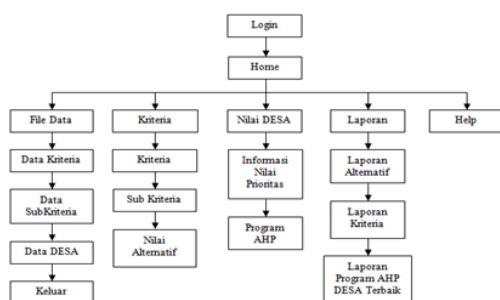 Login
Home
File Data
Kriteria
Nilai DESA
Laporan
Help
Data Kriteria
Kriteria
Informasi
Nilai
Prioritas
Laporan
Alternatif
Data
SubKriteria
Sub Kriteria
Program
AHP
Laporan
Kriteria
Data DESA
Nilai
Alternatif
Keluar
Laporan
Program AHP
DESA Terbaik